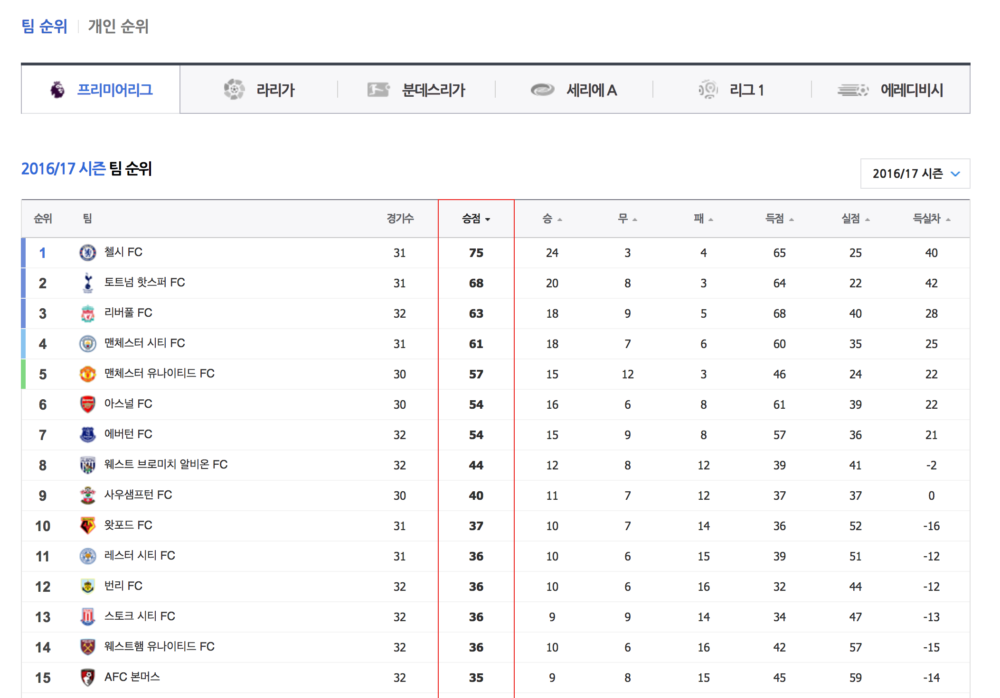 팀 순위 개인 순위
프리미어리그 라리가 분데스리가 세리에 A 리그 1 에레디비시
2016/17 시즌 팀 순위
2016/17 시즌
순위 팀 경기수 승점 승 무 패 득점 실점 득실차
1 첼시 FC 31 75 24 3 4 65 25 40
2 토트넘 핫스퍼 FC 31 68 20 8 3 64 22 42
3 리버풀 FC 32 63 18 9 5 68 40 28
4 맨체스터 시티 FC 31 61 18 7 6 60 35 25
5 맨체스터 유나이티드 FC 30 57 15 12 3 46 24 22
6 아스널 FC 30 54 16 6 8 61 39 22
7 에버턴 FC 32 54 15 9 8 57 36 21
8 웨스트 브로미치 알비온 FC 32 44 12 8 12 39 41 -2
9 사우샘프턴 FC 30 40 11 7 12 37 37 0
10 왓포드 FC 31 37 10 7 14 36 52 -16
11 레스터 시티 FC 31 36 10 6 15 39 51 -12
12 번리 FC 32 36 10 6 16 32 44 -12
13 스토크 시티 FC 32 36 9 9 14 34 47 -13
14 웨스트햄 유나이티드 FC 32 36 10 6 16 42 57 -15
15 AFC 본머스 32 35 9 8 15 45 59 -14